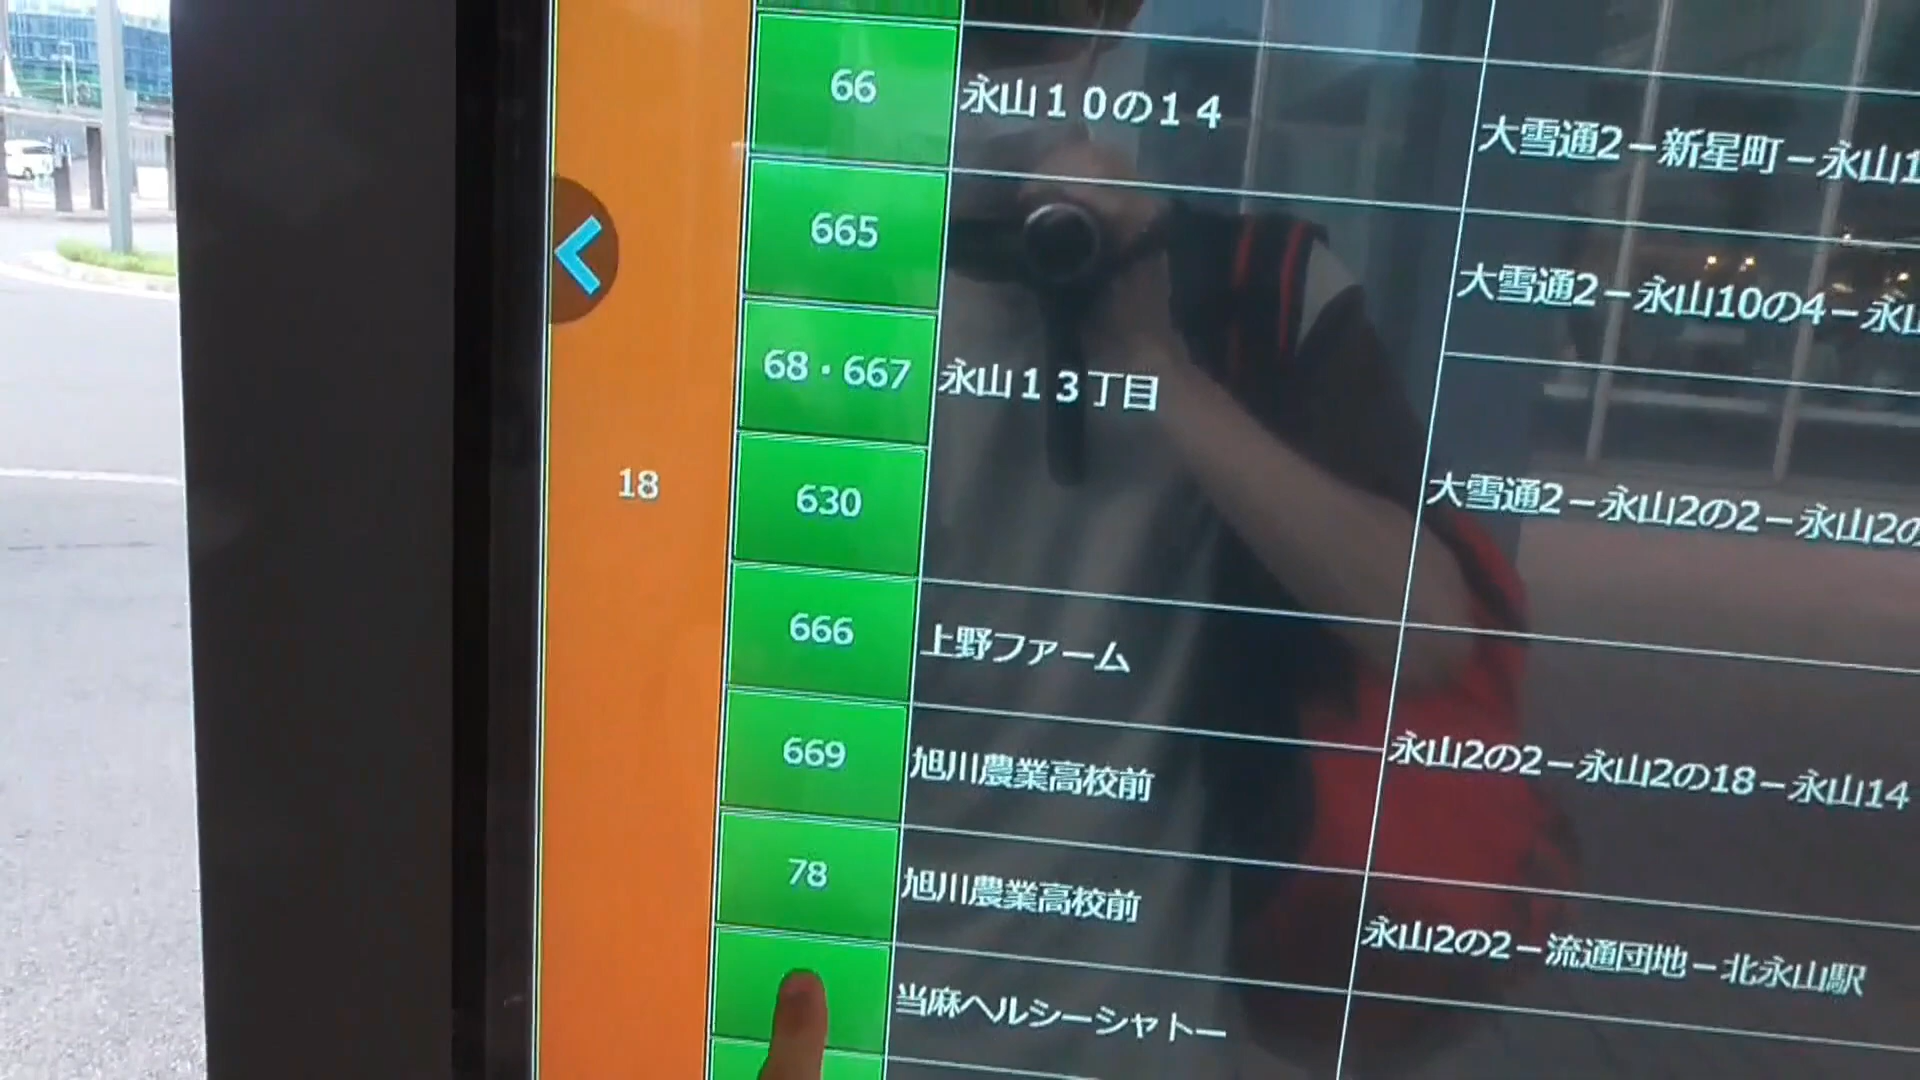 66 永山10の14 大雪通2－新星町－永山1
665 大雪通2－永山10の4－永山
68・667 永山13丁目
18 630 大雪通2－永山2の2－永山2の
666 上野ファーム
669 旭川農業高校前 永山2の2－永山2の18－永山14
78 旭川農業高校前 永山2の2－流通団地－北永山駅
当麻ヘルシーシャトー